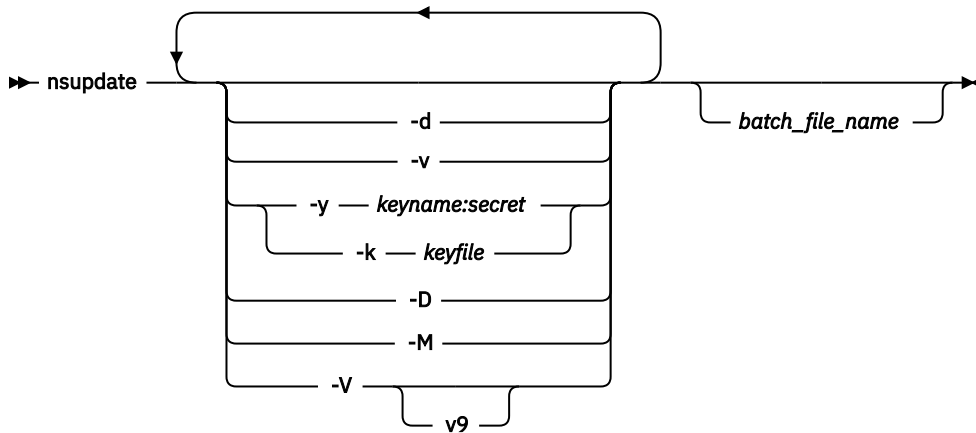 nsupdate
-d
batch_file_name
-v
-y keyname:secret
-k keyfile
-D
-M
-V
v9